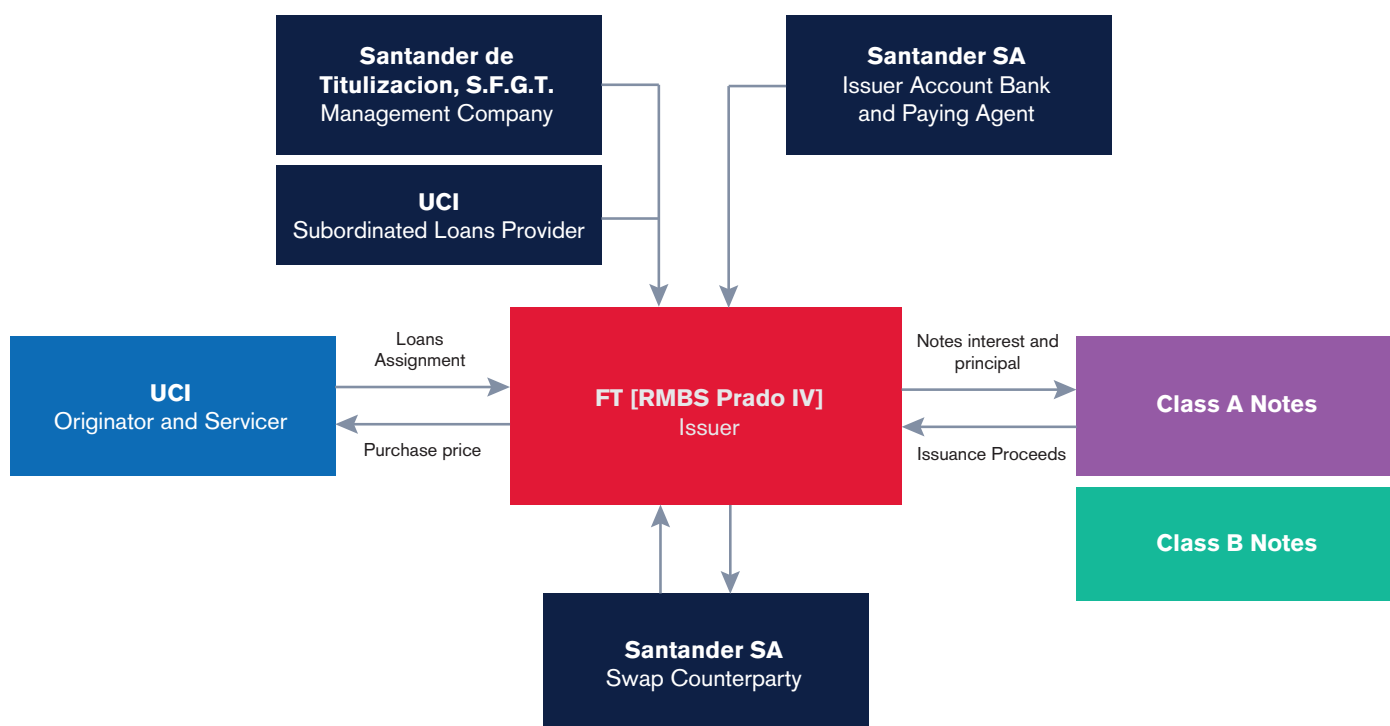 Santander de
Titulizacion, S.F.G.T.
Management Company
Santander SA
Issuer Account Bank
and Paying Agent
UCI
Subordinated Loans Provider
UCI
Originator and Servicer
Loans
Assignment
Purchase price
FT [RMBS Prado IV]
Issuer
Notes interest and
principal
Issuance Proceeds
Class A Notes
Class B Notes
Santander SA
Swap Counterparty